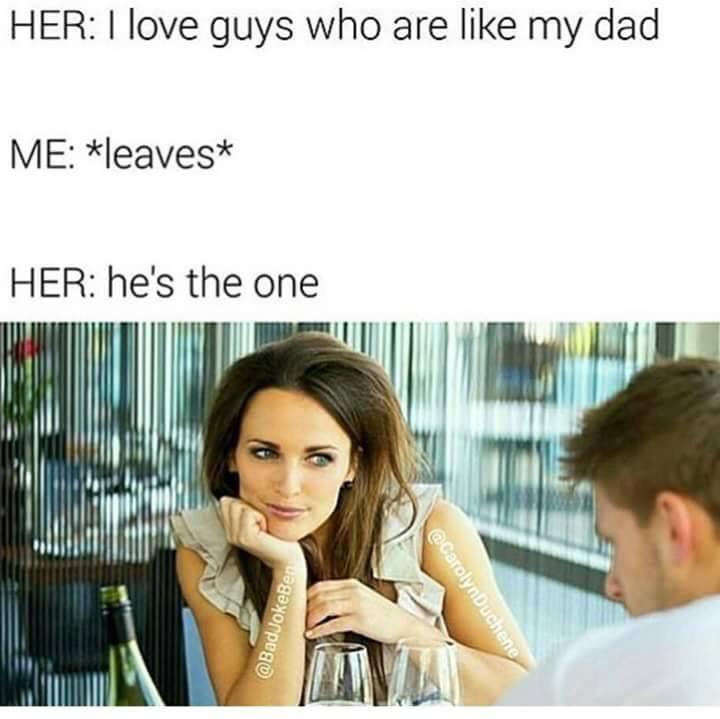 HER: I love guys who are like my dad
ME: *leaves*
HER: he's the one
@BadJokeBen
@CarolynDuchene